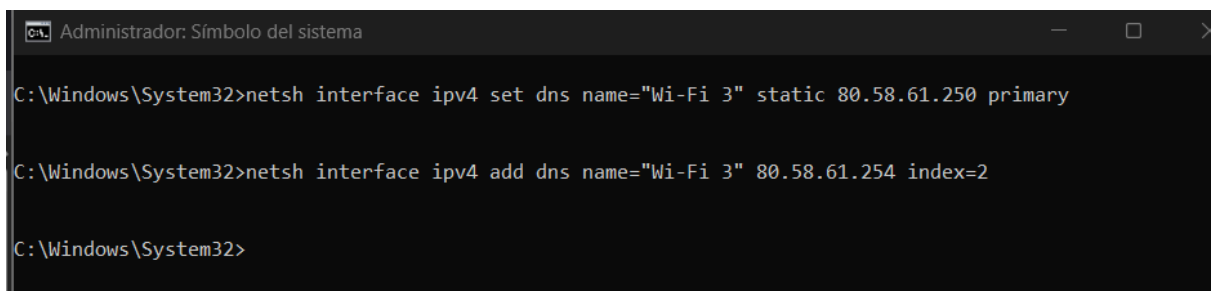 Administrador: Símbolo del sistema
C:\Windows\System32>netsh interface ipv4 set dns name="Wi-Fi 3" static 80.58.61.250 primary
C:\Windows\System32>netsh interface ipv4 add dns name="Wi-Fi 3" 80.58.61.254 index=2
C:\Windows\System32>